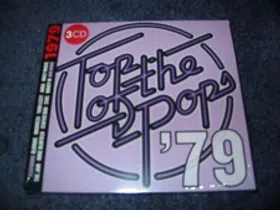 1979
3CD
Top
of the
Pops
'79